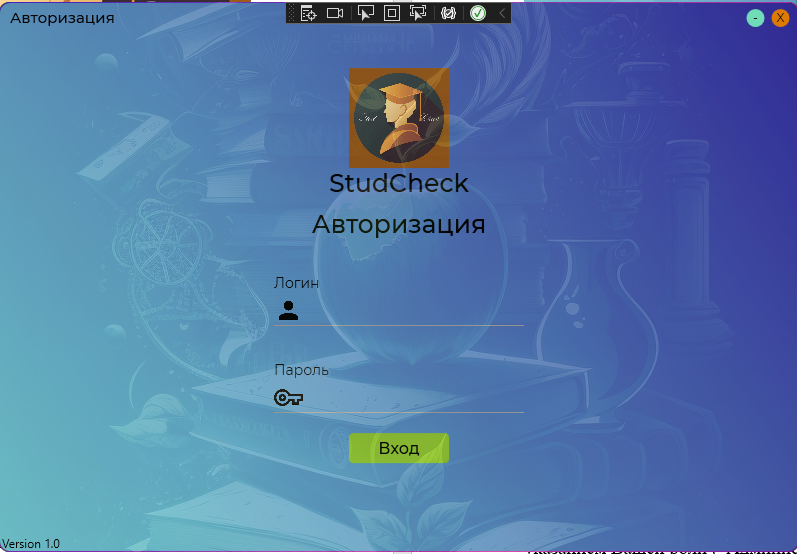 Авторизация
-
X
StudCheck
Авторизация
Логин
Пароль
Вход
Version 1.0